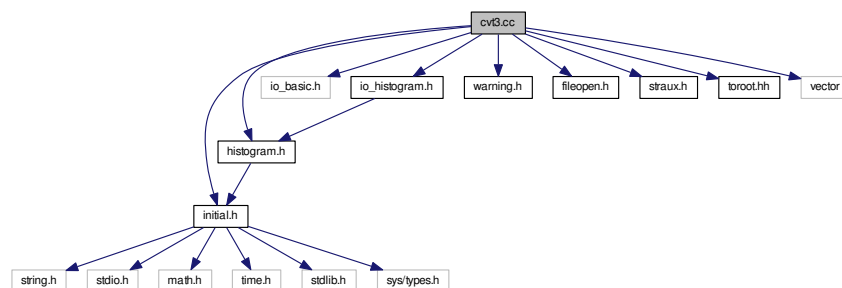 cvt3.cc
io_basic.h
io_histogram.h
warning.h
fileopen.h
straux.h
toroot.hh
vector
histogram.h
initial.h
string.h
stdio.h
math.h
time.h
stdlib.h
sys/types.h